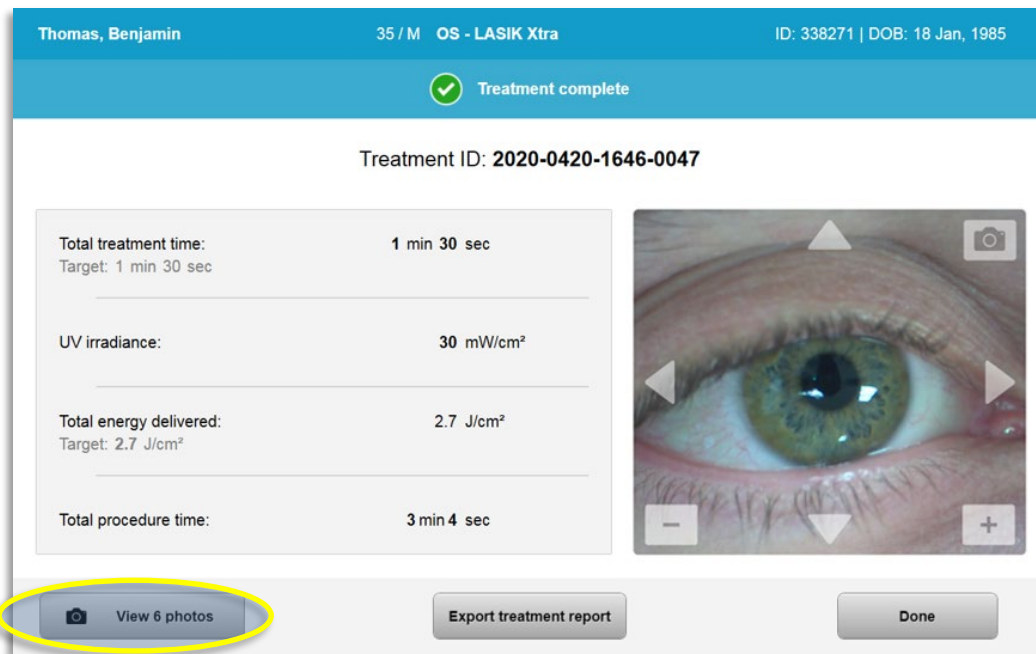 Thomas, Benjamin 35 / M OS - LASIK Xtra ID: 338271 | DOB: 18 Jan, 1985
Treatment complete
Treatment ID: 2020-0420-1646-0047
Total treatment time: 1 min 30 sec
Target: 1 min 30 sec
UV irradiance: 30 mW/cm²
Total energy delivered: 2.7 J/cm²
Target: 2.7 J/cm²
Total procedure time: 3 min 4 sec
− +
View 6 photos Export treatment report Done